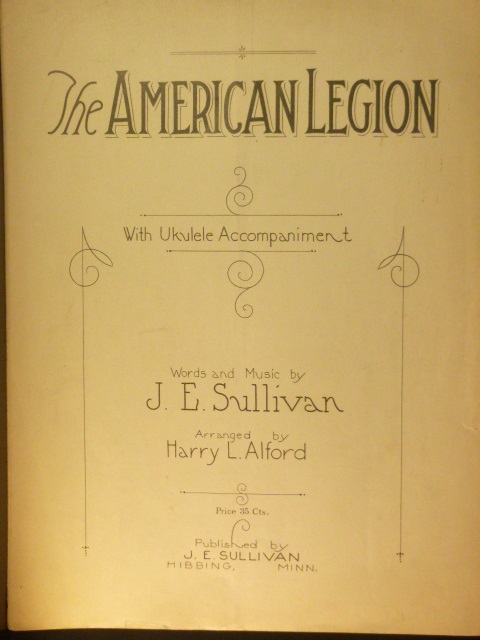 The AMERICAN LEGION
With Ukulele Accompaniment
Words and Music by
J. E. Sullivan
Arranged by
Harry L. Alford
Price 35 Cts.
Published by
J. E. SULLIVAN
HIBBING, MINN.